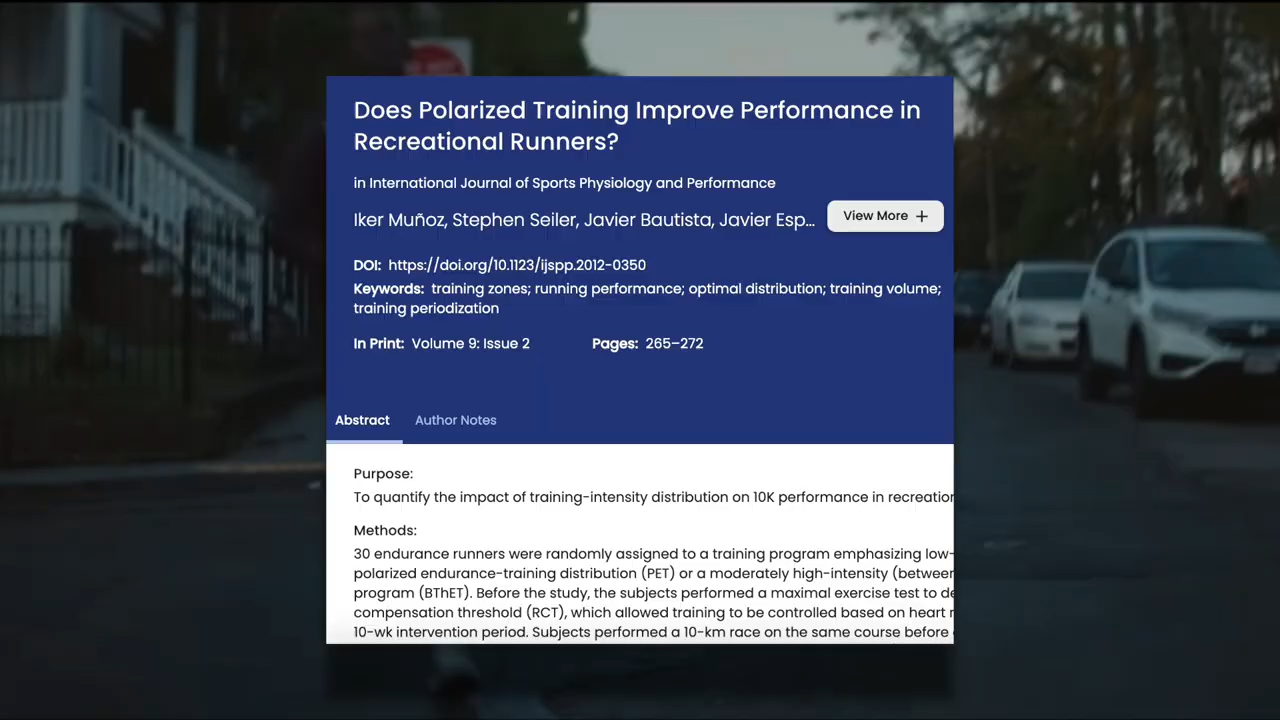 Does Polarized Training Improve Performance in
Recreational Runners?
in International Journal of Sports Physiology and Performance
Iker Muñoz, Stephen Seiler, Javier Bautista, Javier Esp...
View More +
DOI: https://doi.org/10.1123/ijspp.2012-0350
Keywords: training zones; running performance; optimal distribution; training volume;
training periodization
In Print: Volume 9: Issue 2 Pages: 265–272
Abstract Author Notes
Purpose:
To quantify the impact of training-intensity distribution on 10K performance in recreation
Methods:
30 endurance runners were randomly assigned to a training program emphasizing low-
polarized endurance-training distribution (PET) or a moderately high-intensity (between
program (BThET). Before the study, the subjects performed a maximal exercise test to de
compensation threshold (RCT), which allowed training to be controlled based on heart r
10-wk intervention period. Subjects performed a 10-km race on the same course before